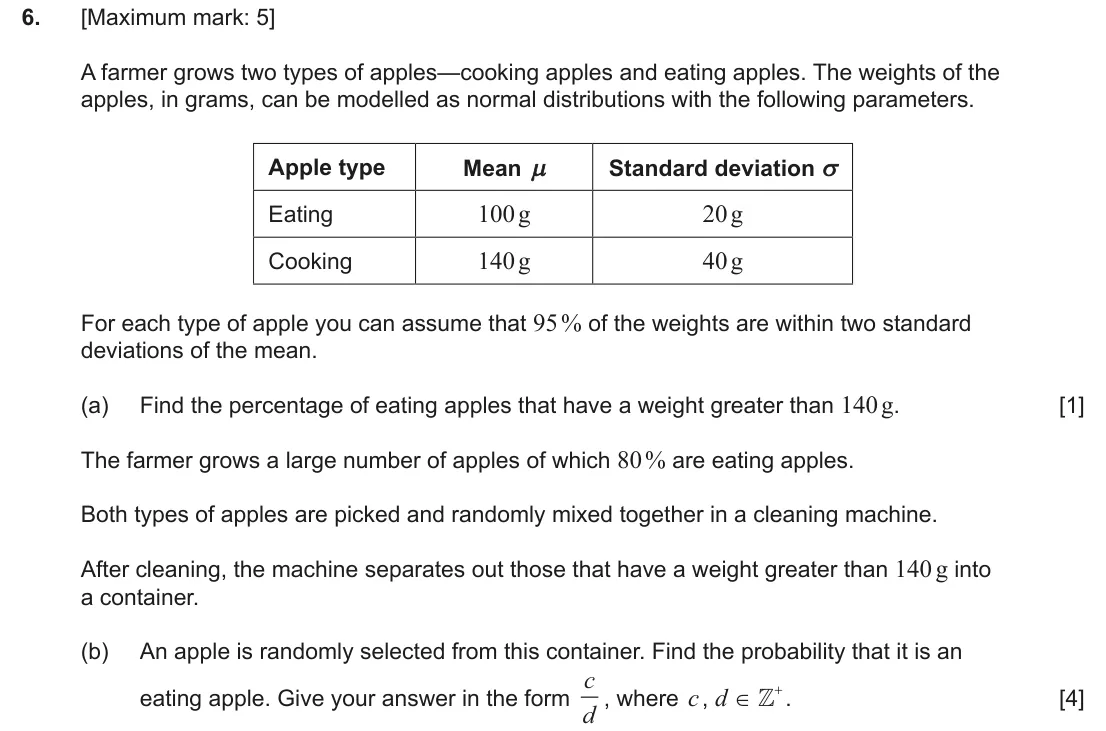 6. [Maximum mark: 5]
A farmer grows two types of apples—cooking apples and eating apples. The weights of the
apples, in grams, can be modelled as normal distributions with the following parameters.
Apple type Mean μ Standard deviation σ
Eating 100 g 20 g
Cooking 140 g 40 g
For each type of apple you can assume that 95 % of the weights are within two standard
deviations of the mean.
(a) Find the percentage of eating apples that have a weight greater than 140 g. [1]
The farmer grows a large number of apples of which 80 % are eating apples.
Both types of apples are picked and randomly mixed together in a cleaning machine.
After cleaning, the machine separates out those that have a weight greater than 140 g into
a container.
(b) An apple is randomly selected from this container. Find the probability that it is an
eating apple. Give your answer in the form c/d, where c, d ∈ ℤ⁺. [4]